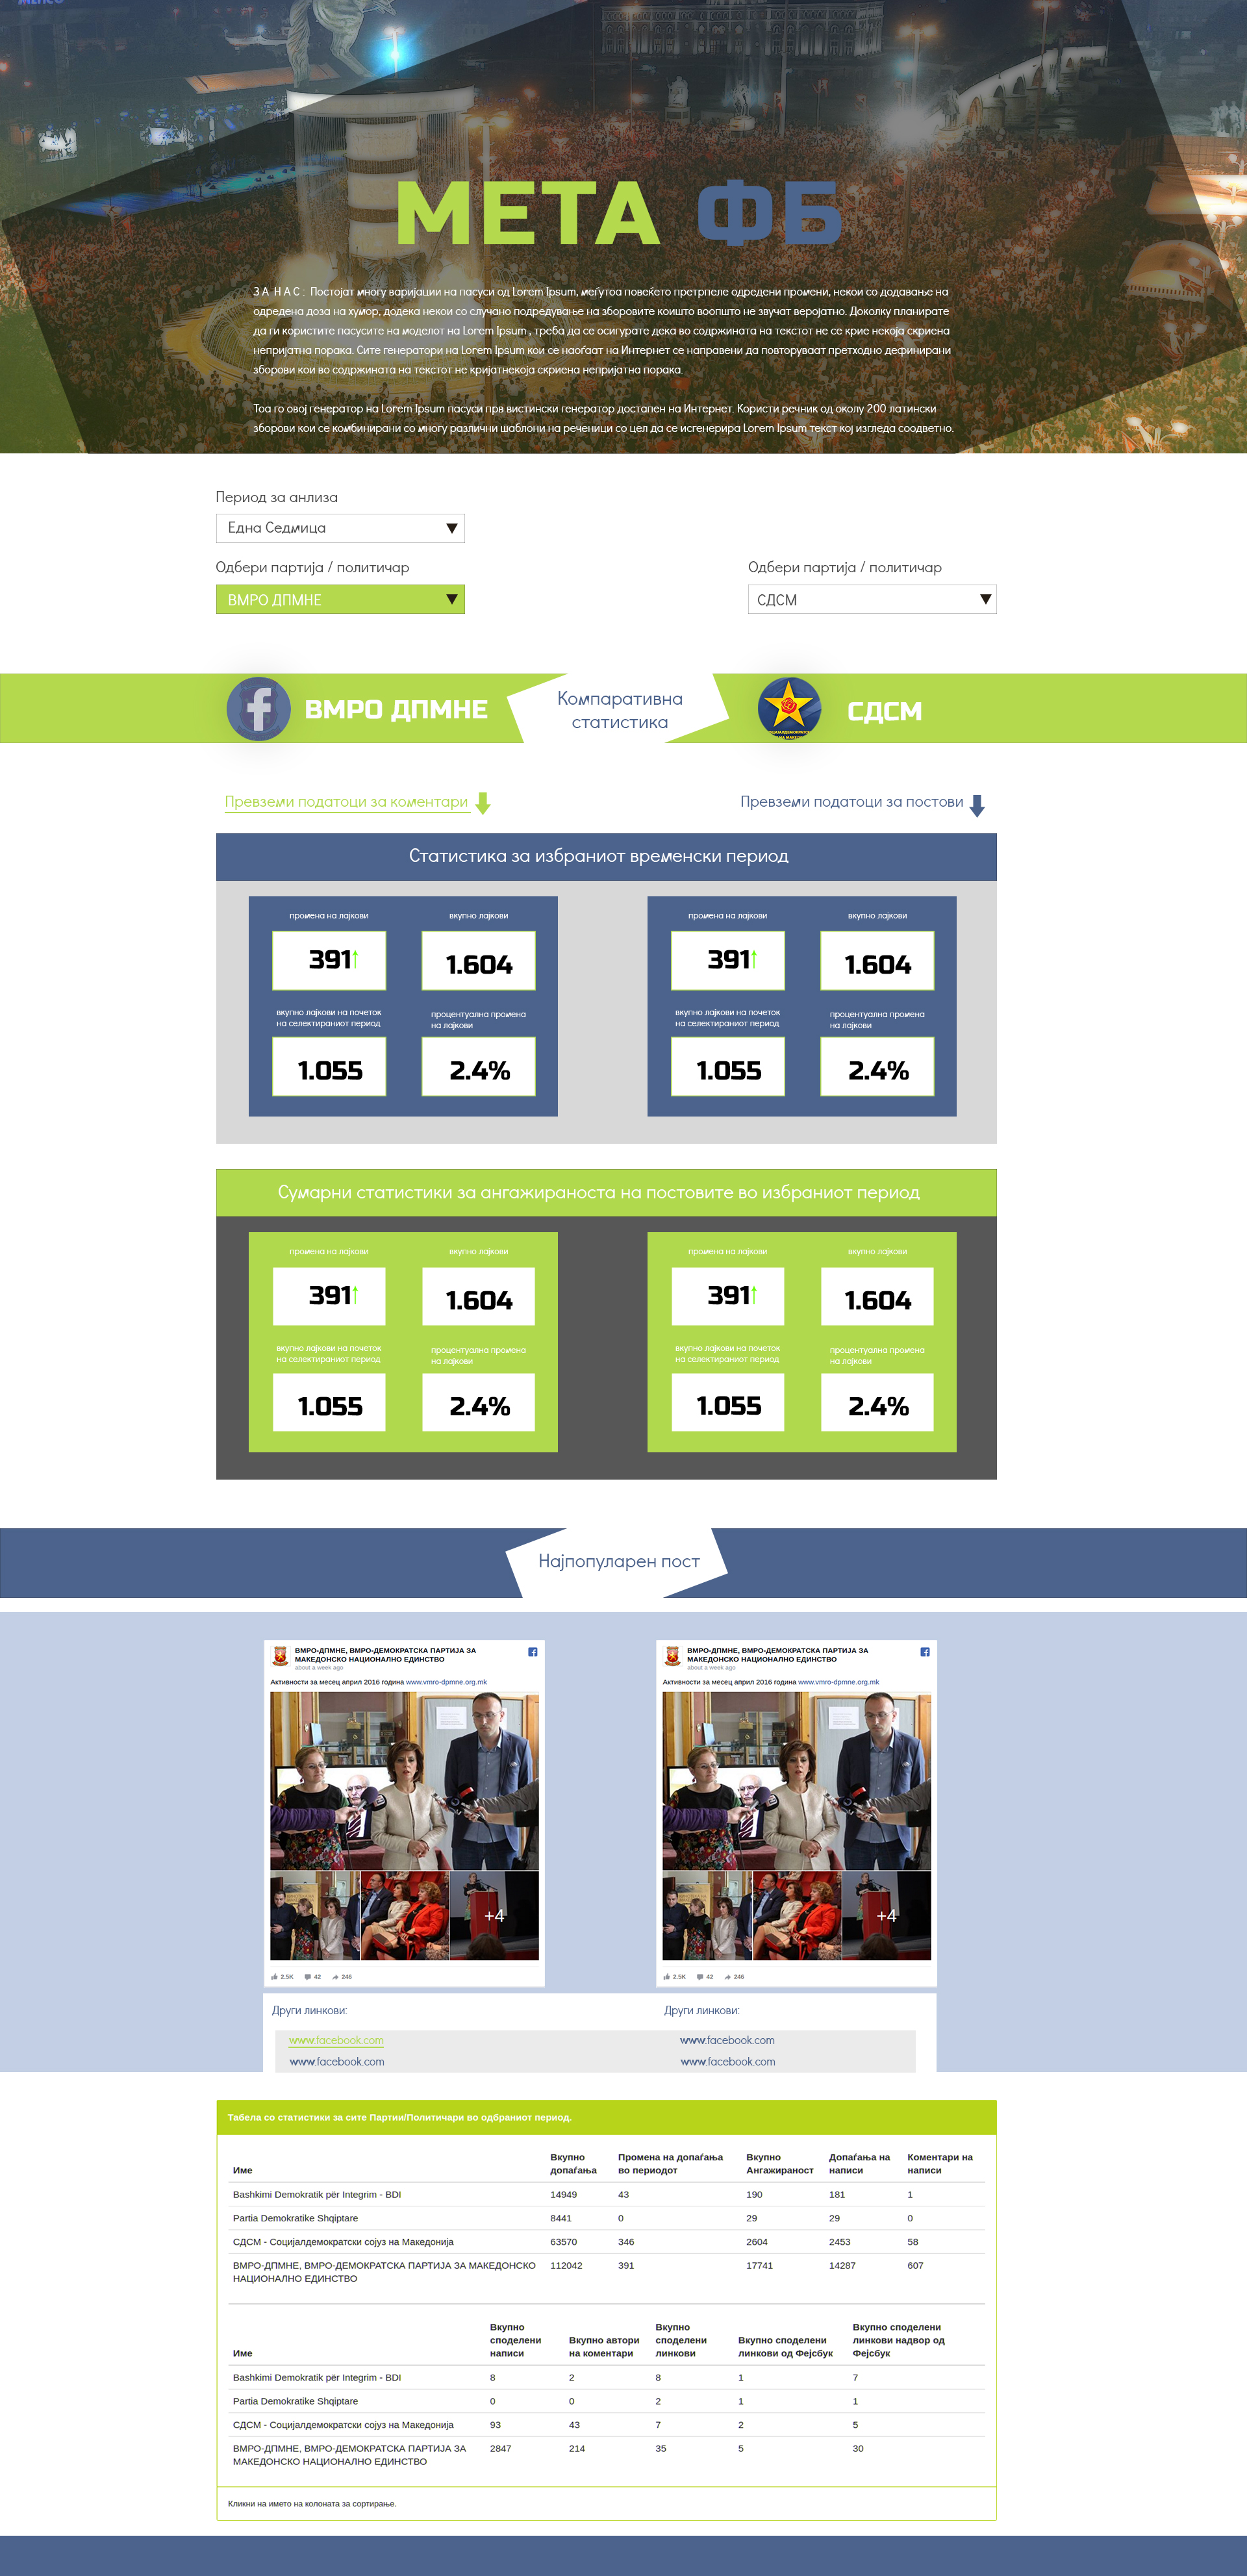 МЕТА ФБ
ЗА НАС: Постојат многу варијации на пасуси од Lorem Ipsum, меѓутоа повеќето претрпеле одредени промени, некои со додавање на
одредена доза на хумор, додека некои со случано подредување на зборовите коишто воопшто не звучат веројатно. Доколку планирате
да ги користите пасусите на моделот на Lorem Ipsum , треба да се осигурате дека во содржината на текстот не се крие некоја скриена
непријатна порака. Сите генератори на Lorem Ipsum кои се наоѓаат на Интернет се направени да повторуваат претходно дефинирани
зборови кои во содржината на текстот не кријатнекоја скриена непријатна порака.
Тоа го овој генератор на Lorem Ipsum пасуси прв вистински генератор достапен на Интернет. Користи речник од околу 200 латински
зборови кои се комбинирани со многу различни шаблони на реченици со цел да се исгенерира Lorem Ipsum текст кој изгледа соодветно.
Период за анлиза
Една Седмица
Одбери партија / политичар
Одбери партија / политичар
ВМРО ДПМНЕ
СДСМ
ВМРО ДПМНЕ
Компаративна
статистика
СДСМ
Превземи податоци за коментари
Превземи податоци за постови
Статистика за избраниот временски период
промена на лајкови
вкупно лајкови
промена на лајкови
вкупно лајкови
391
1.604
391
1.604
вкупно лајкови на почеток
на селектираниот период
процентуална промена
на лајкови
вкупно лајкови на почеток
на селектираниот период
процентуална промена
на лајкови
1.055
2.4%
1.055
2.4%
Сумарни статистики за ангажираноста на постовите во избраниот период
промена на лајкови
вкупно лајкови
промена на лајкови
вкупно лајкови
391
1.604
391
1.604
вкупно лајкови на почеток
на селектираниот период
процентуална промена
на лајкови
вкупно лајкови на почеток
на селектираниот период
процентуална промена
на лајкови
1.055
2.4%
1.055
2.4%
Најпопуларен пост
ВМРО-ДПМНЕ, ВМРО-ДЕМОКРАТСКА ПАРТИЈА ЗА
МАКЕДОНСКО НАЦИОНАЛНО ЕДИНСТВО
about a week ago
Активности за месец април 2016 година www.vmro-dpmne.org.mk
+4
2.5K 42 246
ВМРО-ДПМНЕ, ВМРО-ДЕМОКРАТСКА ПАРТИЈА ЗА
МАКЕДОНСКО НАЦИОНАЛНО ЕДИНСТВО
about a week ago
Активности за месец април 2016 година www.vmro-dpmne.org.mk
+4
2.5K 42 246
Други линкови:
Други линкови:
www.facebook.com
www.facebook.com
www.facebook.com
www.facebook.com
Табела со статистики за сите Партии/Политичари во одбраниот период.
Име Вкупно допаѓања Промена на допаѓања во периодот Вкупно Ангажираност Допаѓања на написи Коментари на написи
Bashkimi Demokratik për Integrim - BDI 14949 43 190 181 1
Partia Demokratike Shqiptare 8441 0 29 29 0
СДСМ - Социјалдемократски сојуз на Македонија 63570 346 2604 2453 58
ВМРО-ДПМНЕ, ВМРО-ДЕМОКРАТСКА ПАРТИЈА ЗА МАКЕДОНСКО 112042 391 17741 14287 607
НАЦИОНАЛНО ЕДИНСТВО
Име Вкупно споделени написи Вкупно автори на коментари Вкупно споделени линкови Вкупно споделени линкови од Фејсбук Вкупно споделени линкови надвор од Фејсбук
Bashkimi Demokratik për Integrim - BDI 8 2 8 1 7
Partia Demokratike Shqiptare 0 0 2 1 1
СДСМ - Социјалдемократски сојуз на Македонија 93 43 7 2 5
ВМРО-ДПМНЕ, ВМРО-ДЕМОКРАТСКА ПАРТИЈА ЗА 2847 214 35 5 30
МАКЕДОНСКО НАЦИОНАЛНО ЕДИНСТВО
Кликни на името на колоната за сортирање.